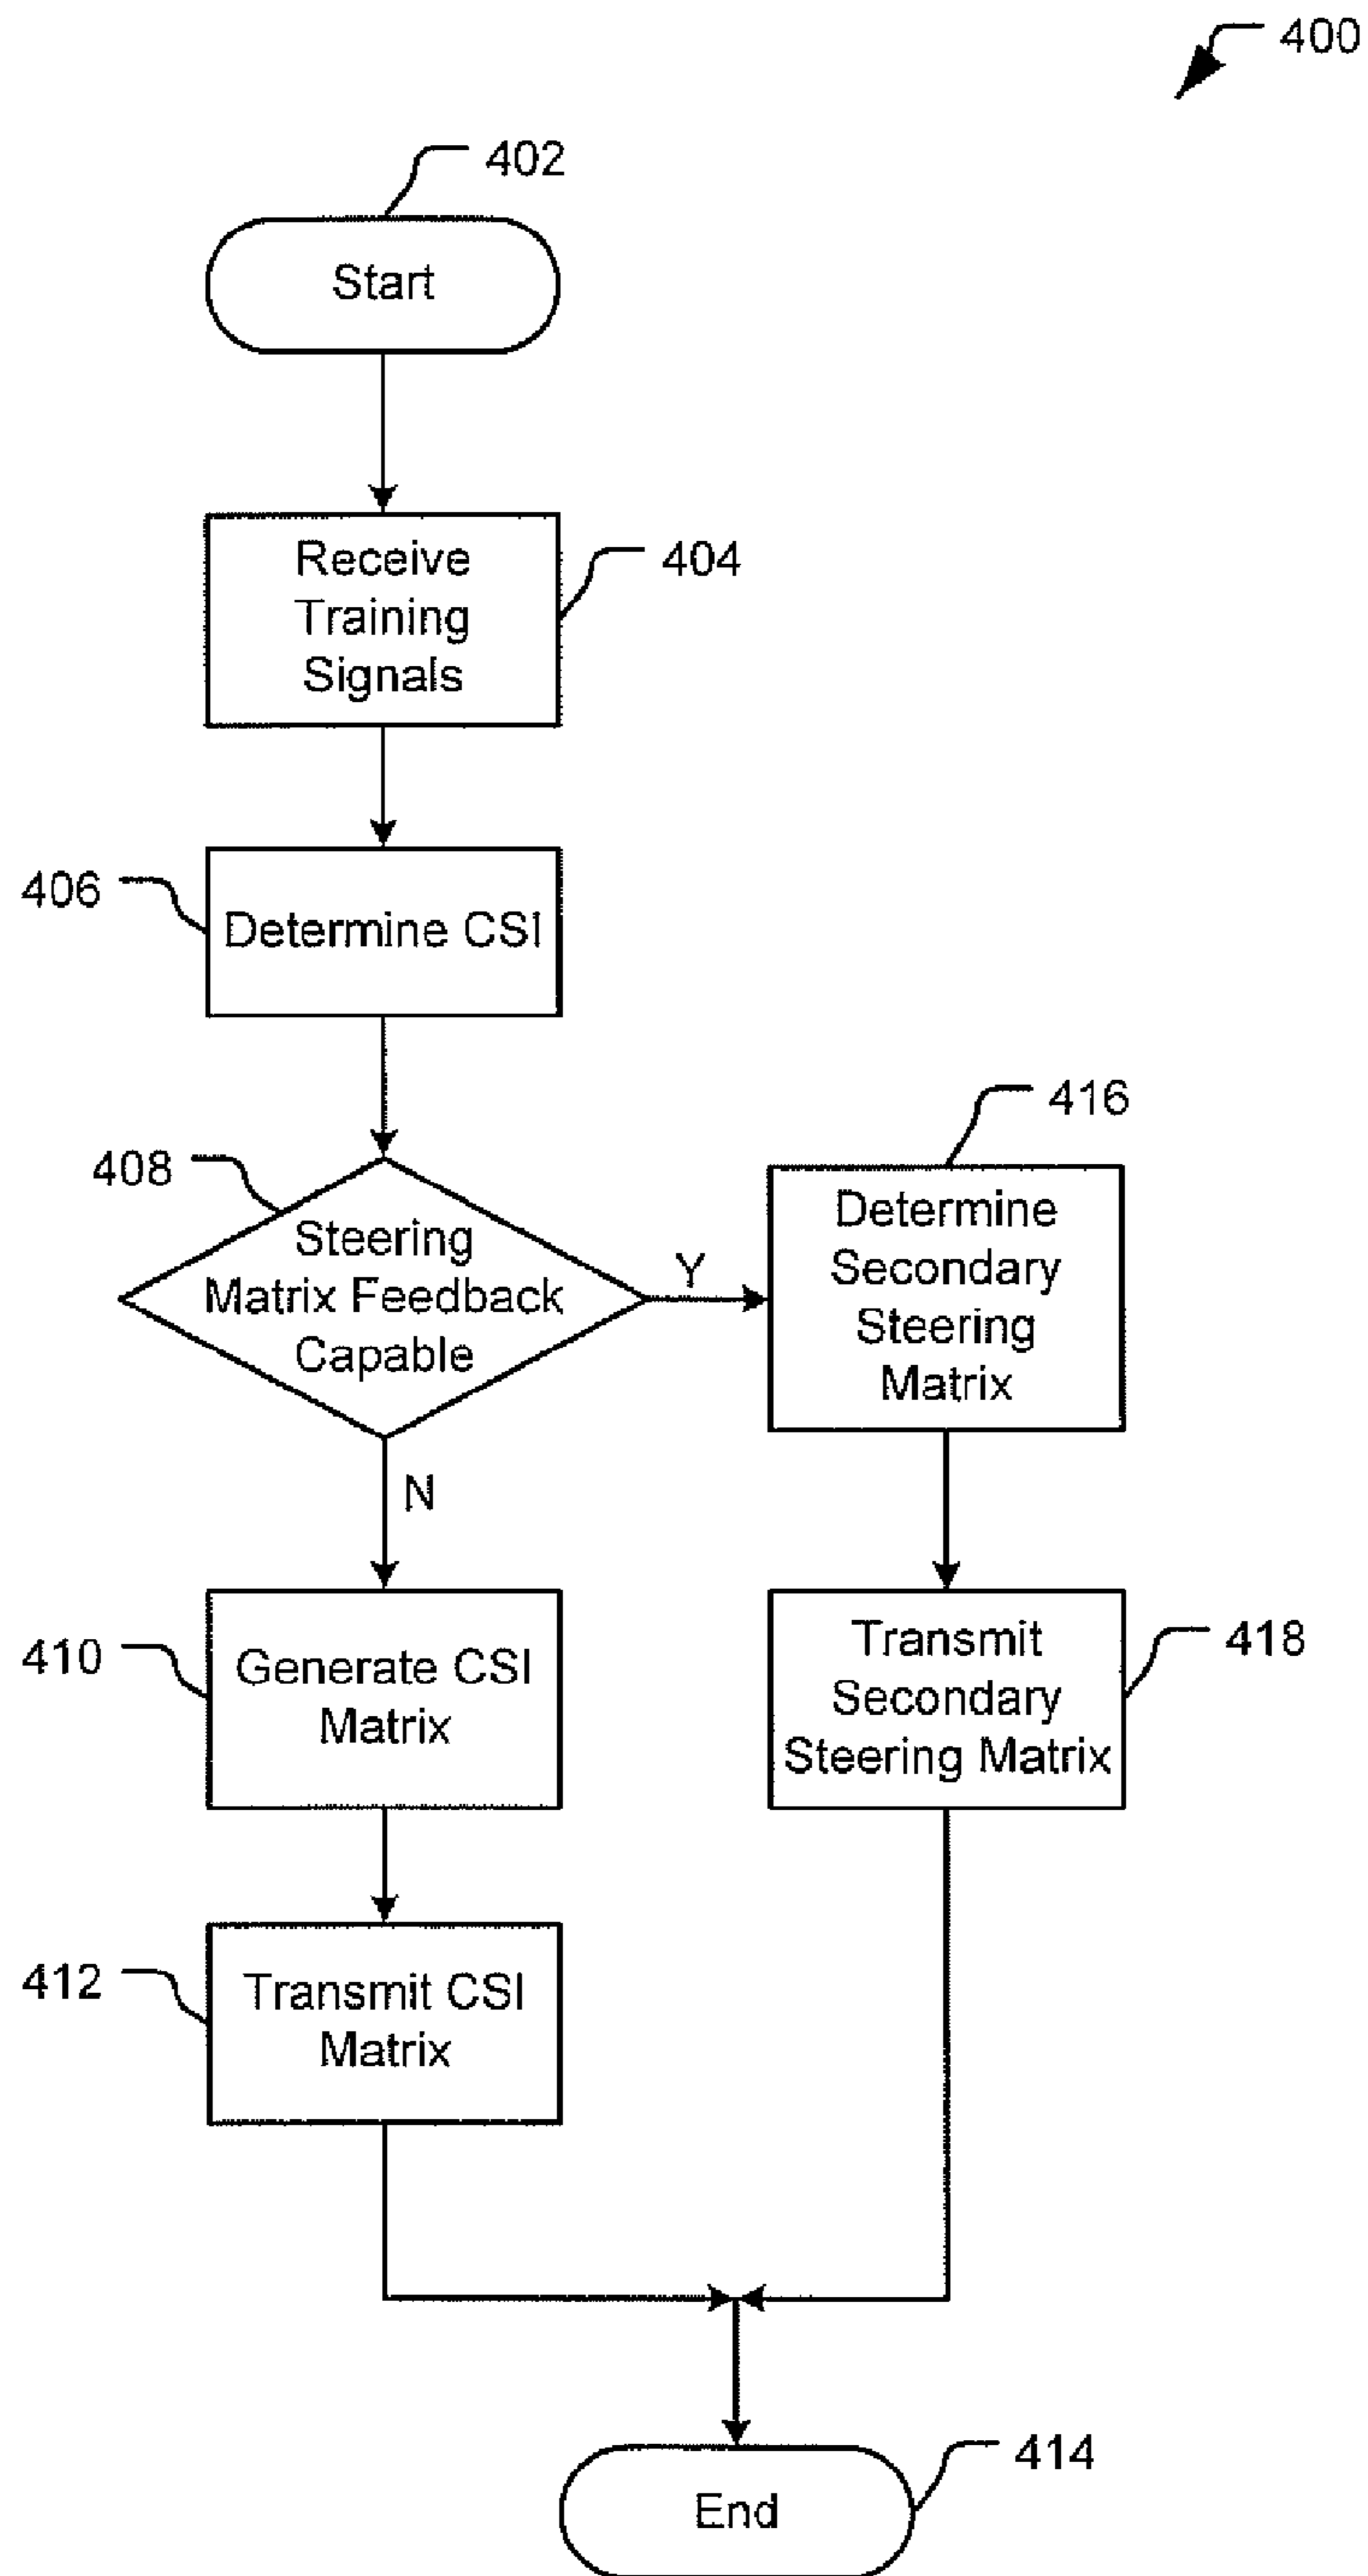 400
402
Start
Receive
Training
Signals
404
406
Determine CSI
408
Steering
Matrix Feedback
Capable
Y
N
416
Determine
Secondary
Steering
Matrix
410
Generate CSI
Matrix
Transmit
Secondary
Steering Matrix
418
412
Transmit CSI
Matrix
414
End